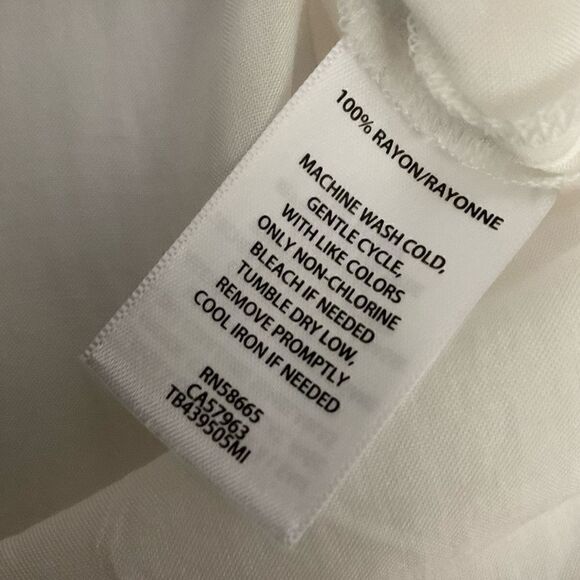 100% RAYON/RAYONNE
MACHINE WASH COLD,
GENTLE CYCLE,
WITH LIKE COLORS
ONLY NON-CHLORINE
BLEACH IF NEEDED
TUMBLE DRY LOW,
REMOVE PROMPTLY
COOL IRON IF NEEDED
RN58665
CA57963
TB439505MI